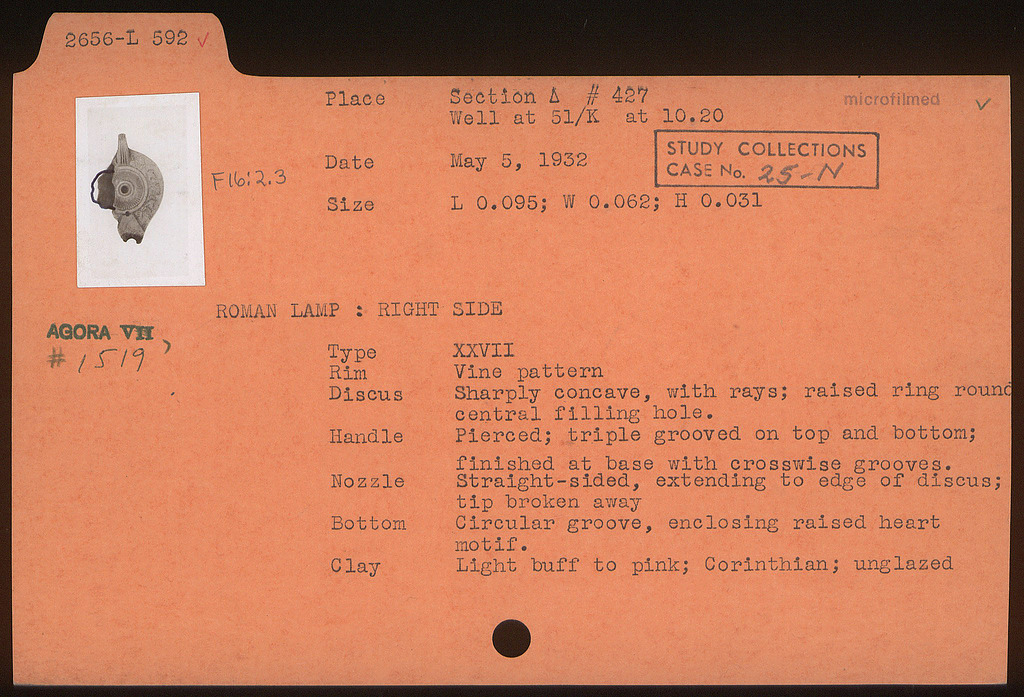 2656-L 592 ✓
Place Section Δ # 427
Well at 51/K at 10.20
microfilmed ✓
Date May 5, 1932
STUDY COLLECTIONS
CASE No. 25-N
F16:2.3
Size L 0.095; W 0.062; H 0.031
ROMAN LAMP : RIGHT SIDE
AGORA VII,
# 1519
Type XXVII
Rim Vine pattern
Discus Sharply concave, with rays; raised ring round
central filling hole.
Handle Pierced; triple grooved on top and bottom;
finished at base with crosswise grooves.
Nozzle Straight-sided, extending to edge of discus;
tip broken away
Bottom Circular groove, enclosing raised heart
motif.
Clay Light buff to pink; Corinthian; unglazed